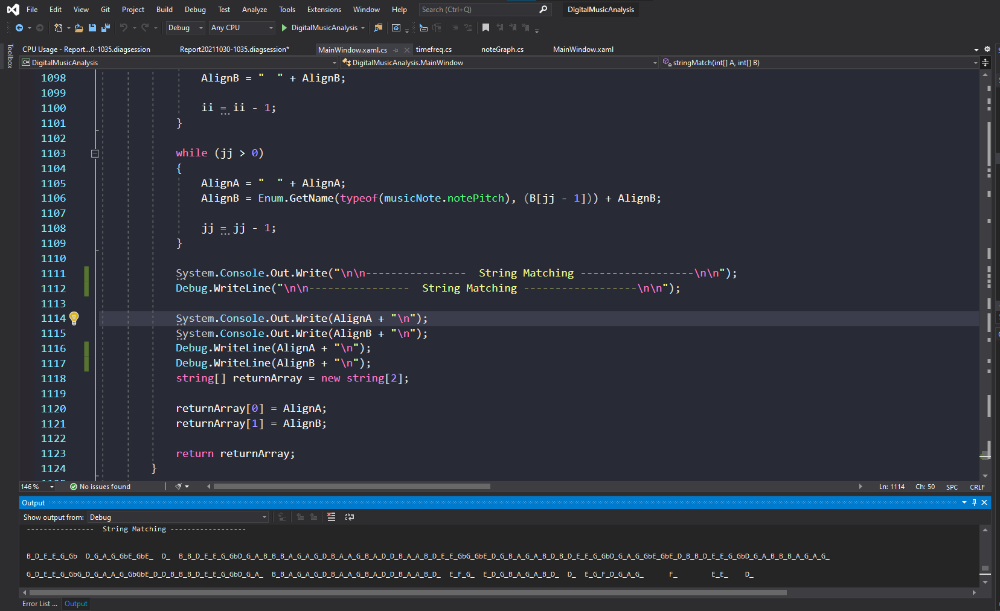 File Edit View Git Project Build Debug Test Analyze Tools Extensions Window Help Search (Ctrl+Q) DigitalMusicAnalysis
Debug Any CPU DigitalMusicAnalysis
Toolbox
CPU Usage - Report...0-1035.diagsession Report20211030-1035.diagsession* MainWindow.xaml.cs timefreq.cs noteGraph.cs MainWindow.xaml
C# DigitalMusicAnalysis DigitalMusicAnalysis.MainWindow stringMatch(int[] A, int[] B)
1098 AlignB = "  " + AlignB;
1099
1100 ii = ii - 1;
1101 }
1102
1103 while (jj > 0)
1104 {
1105 AlignA = "  " + AlignA;
1106 AlignB = Enum.GetName(typeof(musicNote.notePitch), (B[jj - 1])) + AlignB;
1107
1108 jj = jj - 1;
1109 }
1110
1111 System.Console.Out.Write("\n\n----------------  String Matching ------------------\n\n");
1112 Debug.WriteLine("\n\n----------------  String Matching ------------------\n\n");
1113
1114 System.Console.Out.Write(AlignA + "\n");
1115 System.Console.Out.Write(AlignB + "\n");
1116 Debug.WriteLine(AlignA + "\n");
1117 Debug.WriteLine(AlignB + "\n");
1118 string[] returnArray = new string[2];
1119
1120 returnArray[0] = AlignA;
1121 returnArray[1] = AlignB;
1122
1123 return returnArray;
1124 }
146 % No issues found Ln: 1114 Ch: 50 SPC CRLF
Output
Show output from: Debug
----------------  String Matching ------------------
B_D_E_E_G_Gb  D_G_A_G_GbE_GbE_  D_  B_B_D_E_E_G_GbD_G_A_B_B_B_A_G_A_G_D_B_A_A_G_B_A_D_D_B_A_A_B_D_E_E_GbG_GbE_D_G_B_A_G_A_B_D_B_D_E_E_G_GbD_G_A_G_GbE_GbE_D_B_B_D_E_E_G_GbD_G_A_B_B_B_A_G_A_G_
G_D_E_E_GbG_D_G_A_A_G_GbGbE_D_D_B_B_B_D_E_E_G_GbD_G_A_  B_B_A_G_A_G_D_B_A_A_G_B_A_D_D_B_A_A_B_D_  E_F_G_  E_D_G_B_A_G_A_B_D_  D_  E_G_F_D_G_A_G_      F_        E_E_    D_
Error List ... Output